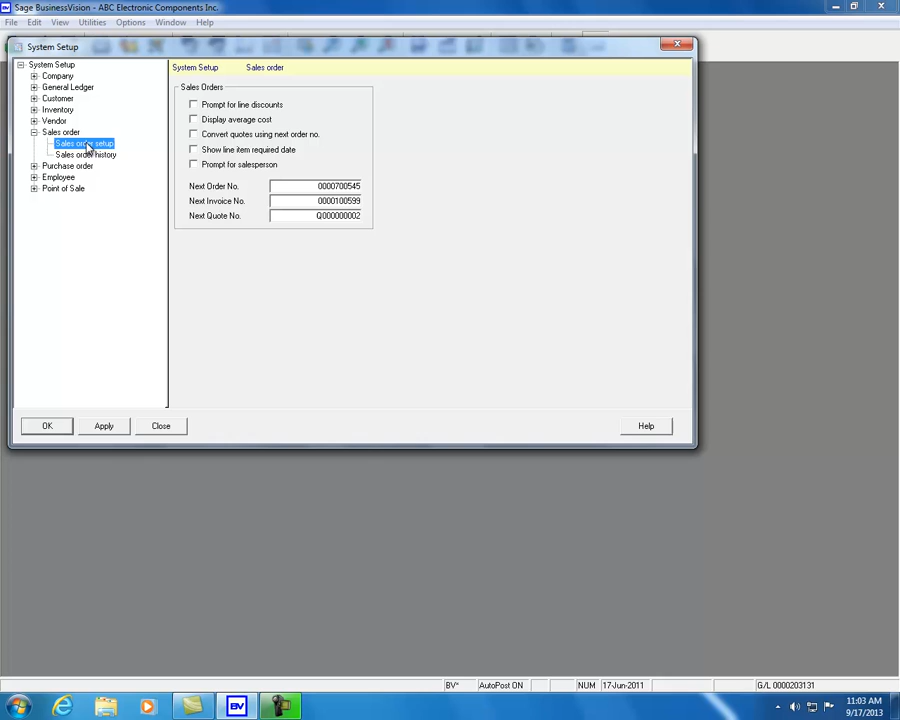 BV Sage BusinessVision - ABC Electronic Components Inc.
File Edit View Utilities Options Window Help
System Setup
System Setup
Company
General Ledger
Customer
Inventory
Vendor
Sales order
Sales order setup
Sales order history
Purchase order
Employee
Point of Sale
System Setup Sales order
Sales Orders
Prompt for line discounts
Display average cost
Convert quotes using next order no.
Show line item required date
Prompt for salesperson
Next Order No. 0000700545
Next Invoice No. 0000100599
Next Quote No. Q000000002
OK Apply Close Help
BV* AutoPost ON NUM 17-Jun-2011 G/L 0000203131
BV
11:03 AM
9/17/2013